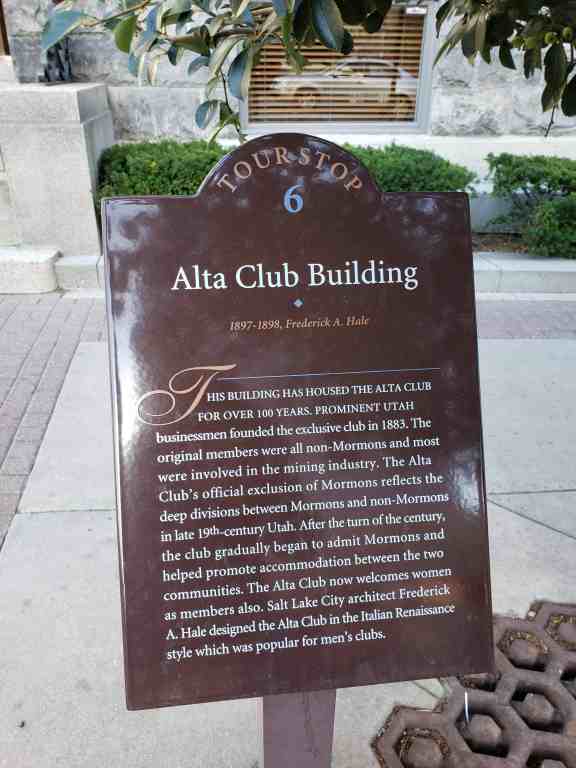 TOUR STOP
6
Alta Club Building
1897-1898, Frederick A. Hale
THIS BUILDING HAS HOUSED THE ALTA CLUB
FOR OVER 100 YEARS. PROMINENT UTAH
businessmen founded the exclusive club in 1883. The
original members were all non-Mormons and most
were involved in the mining industry. The Alta
Club's official exclusion of Mormons reflects the
deep divisions between Mormons and non-Mormons
in late 19th-century Utah. After the turn of the century,
the club gradually began to admit Mormons and
helped promote accommodation between the two
communities. The Alta Club now welcomes women
as members also. Salt Lake City architect Frederick
A. Hale designed the Alta Club in the Italian Renaissance
style which was popular for men's clubs.